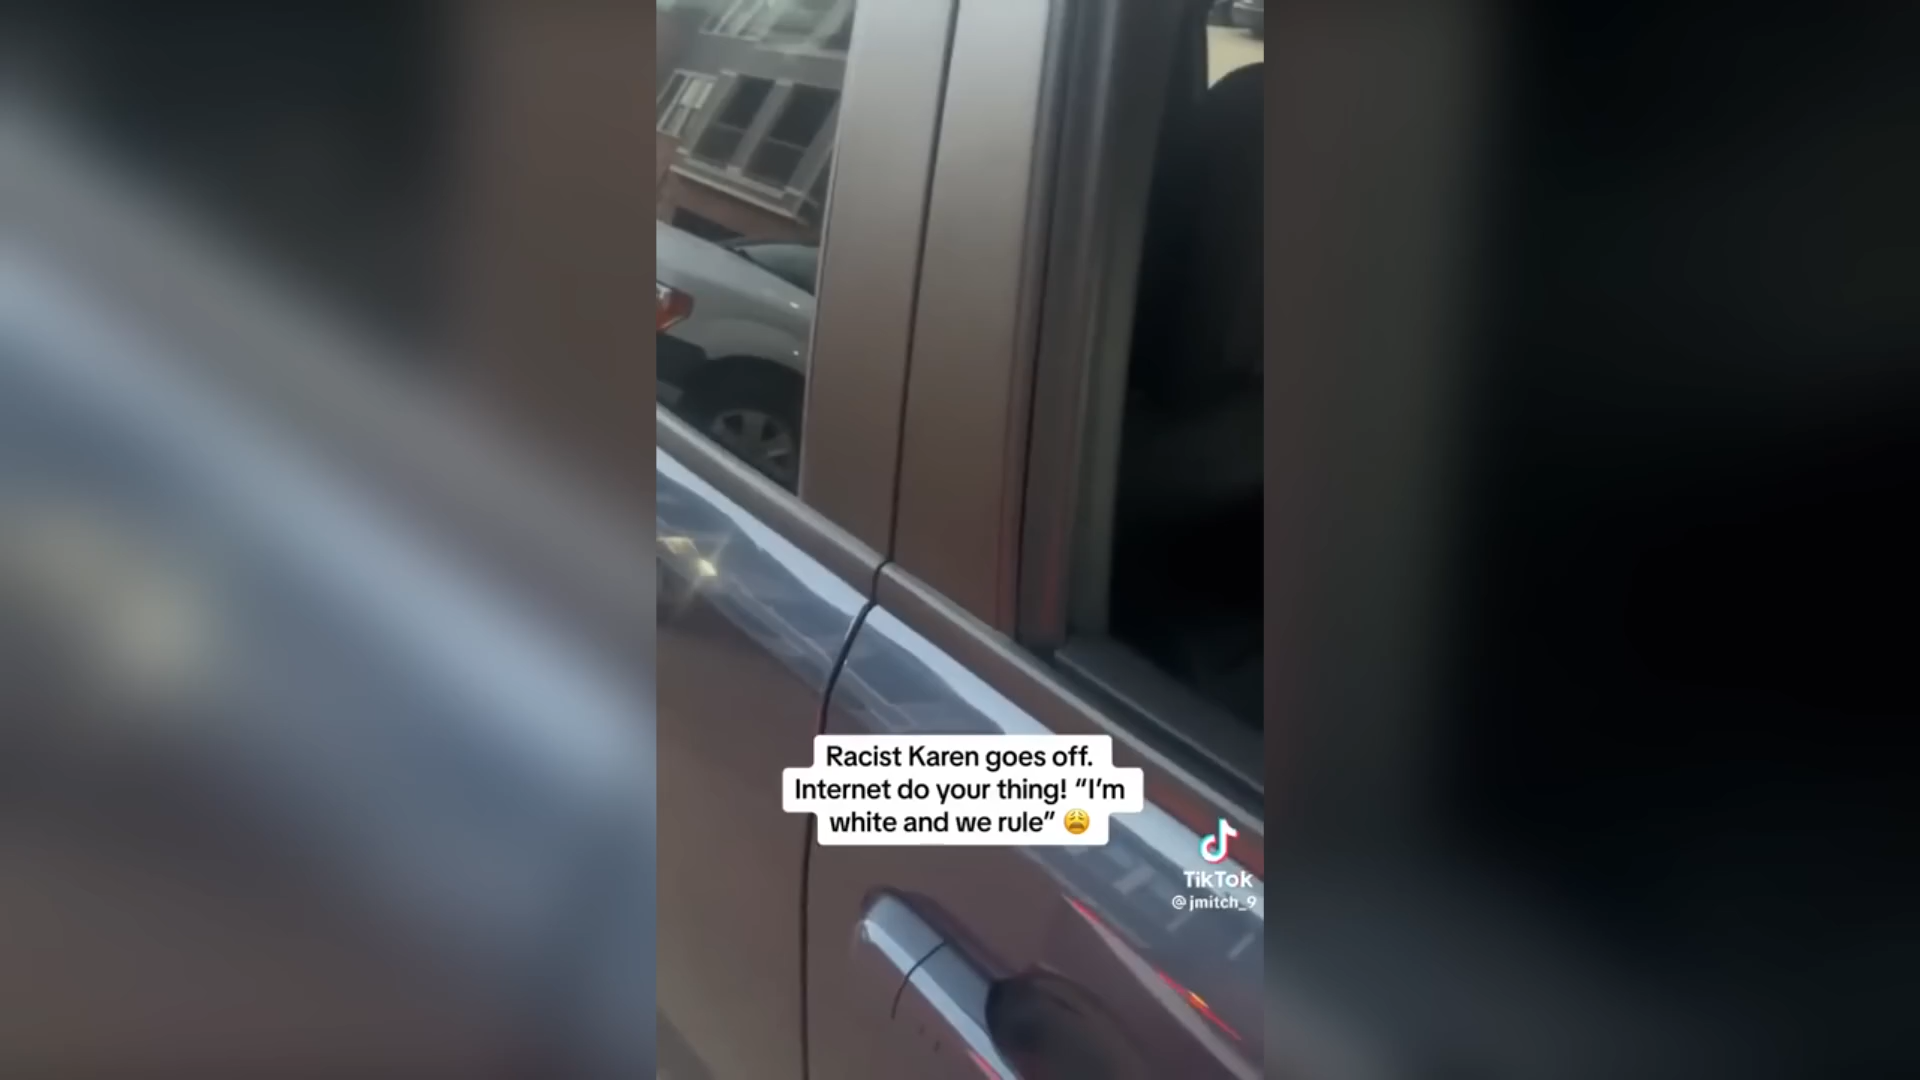 Racist Karen goes off.
Internet do your thing! “I’m
white and we rule” 😩
TikTok
@jmitch_9